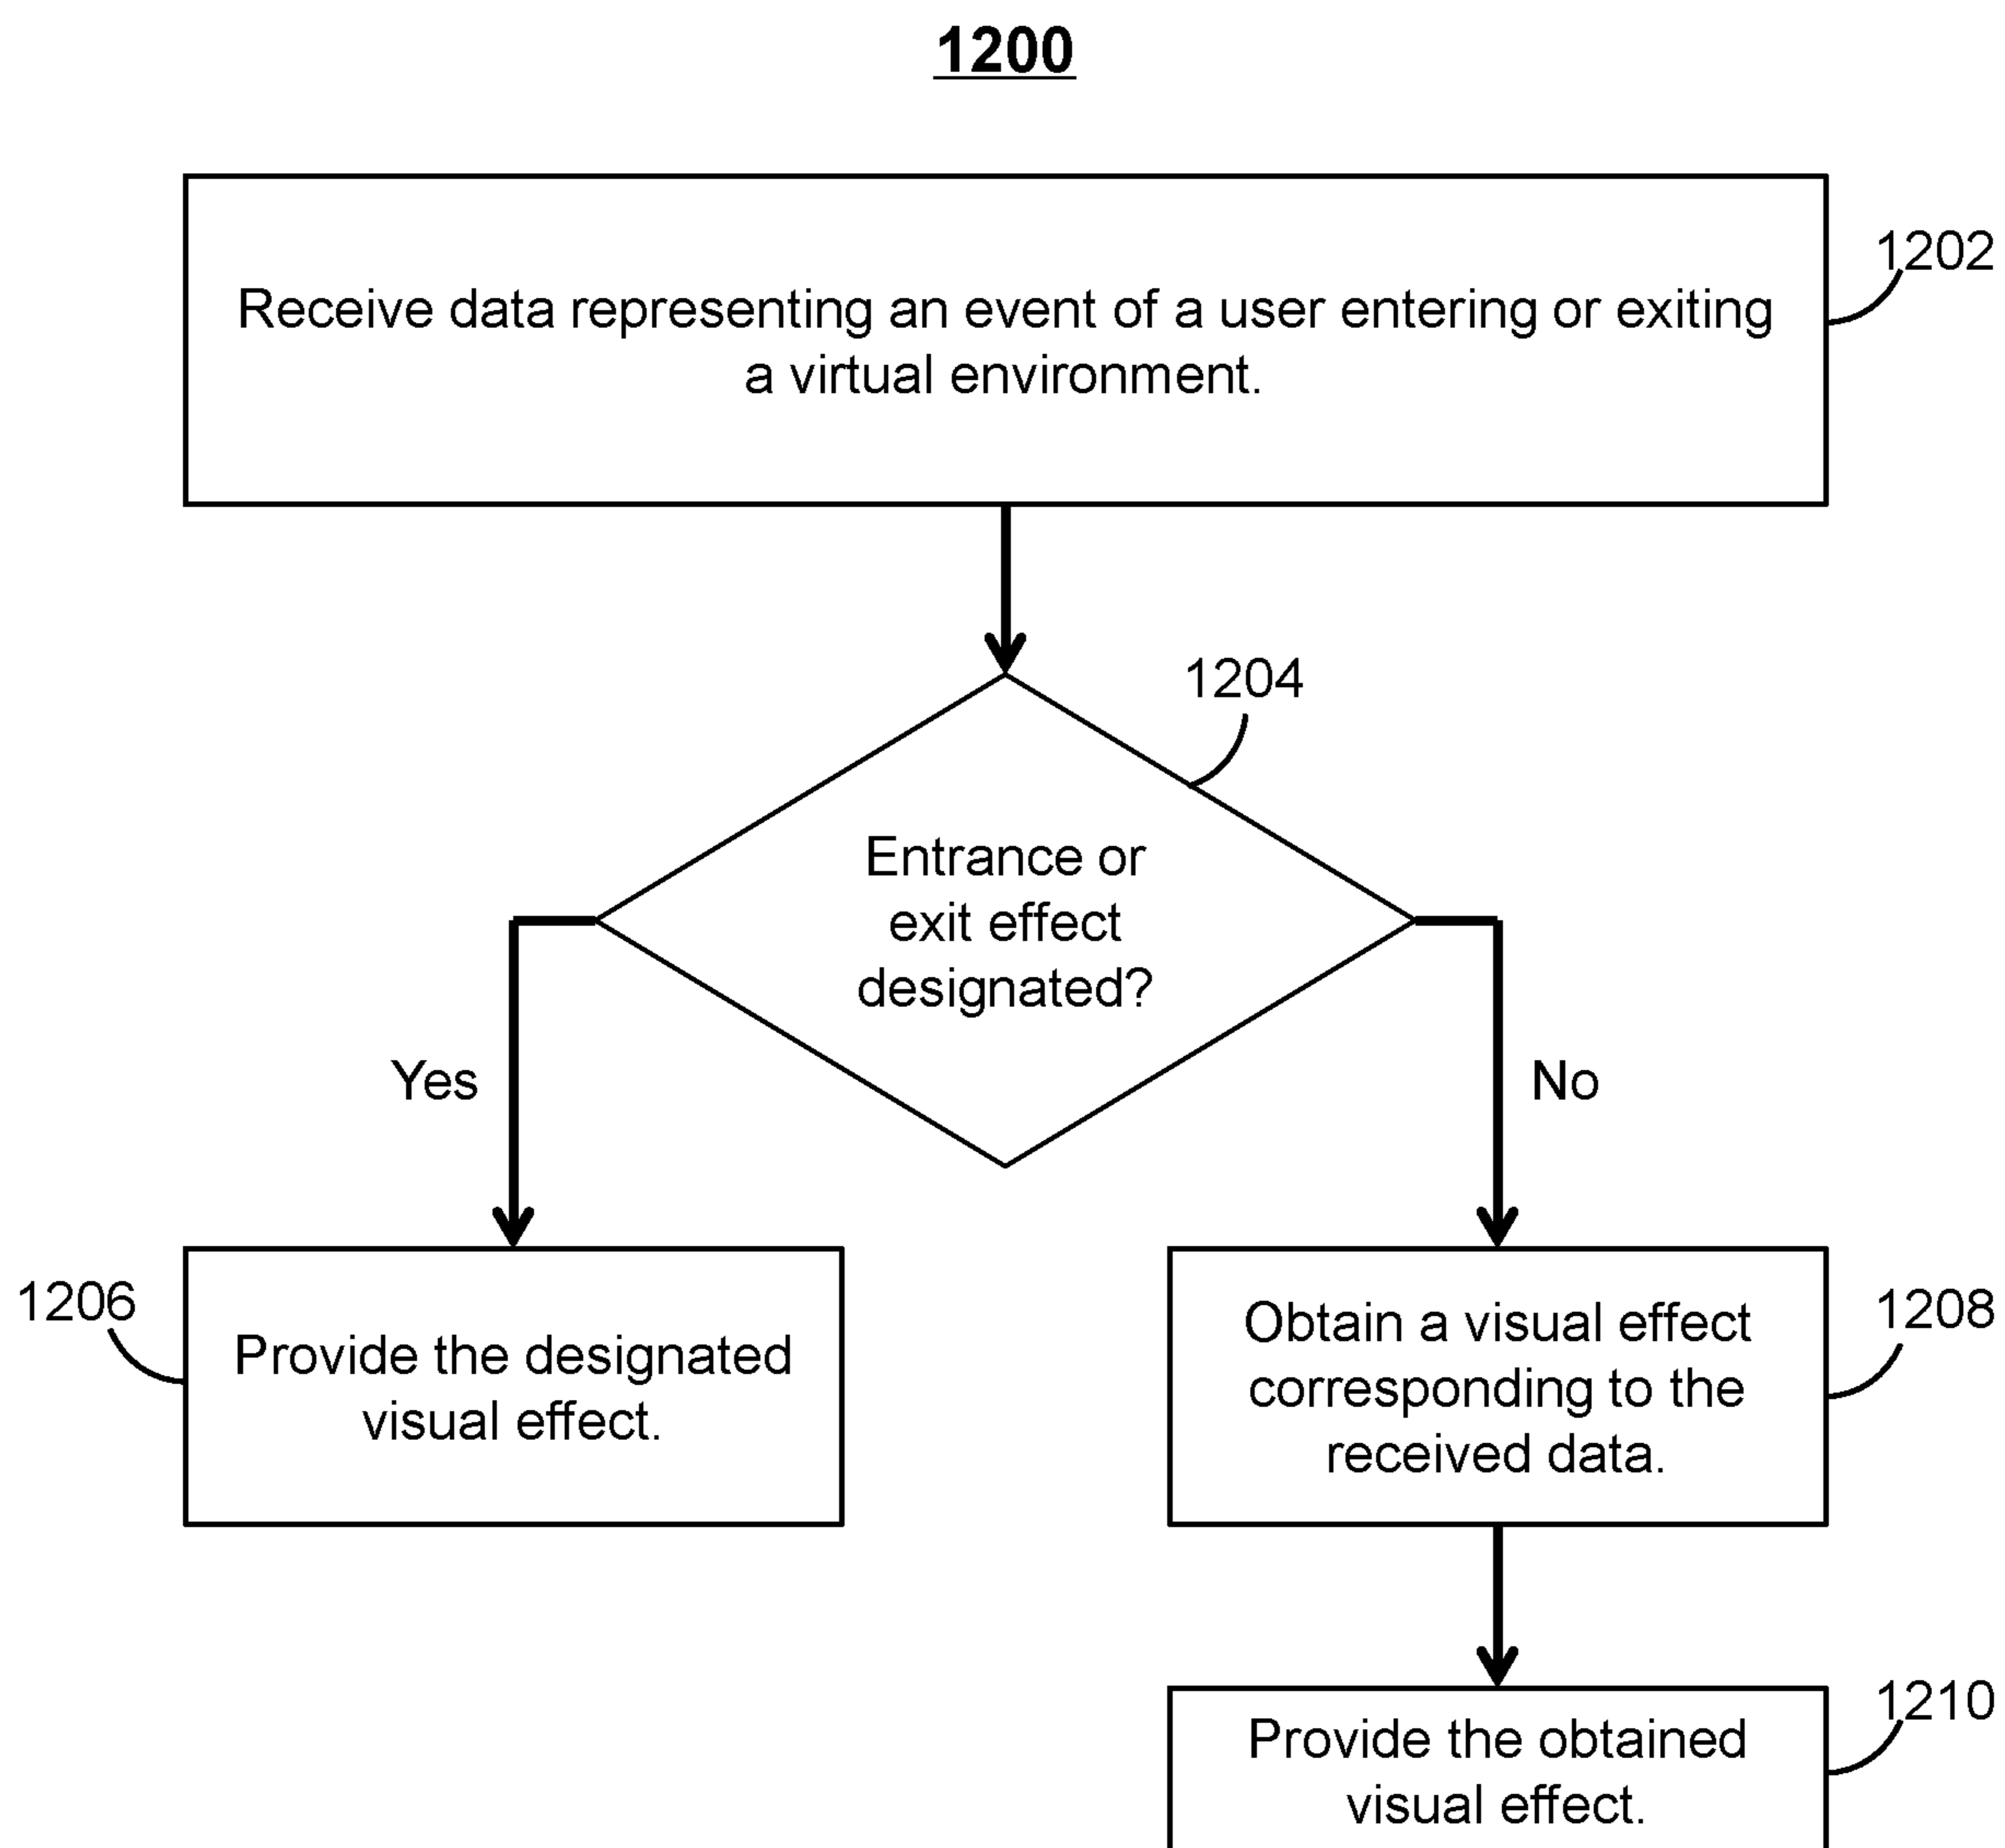 1200
1202
Receive data representing an event of a user entering or exiting
a virtual environment.
1204
Entrance or
exit effect
designated?
Yes
No
1206
Provide the designated
visual effect.
1208
Obtain a visual effect
corresponding to the
received data.
1210
Provide the obtained
visual effect.